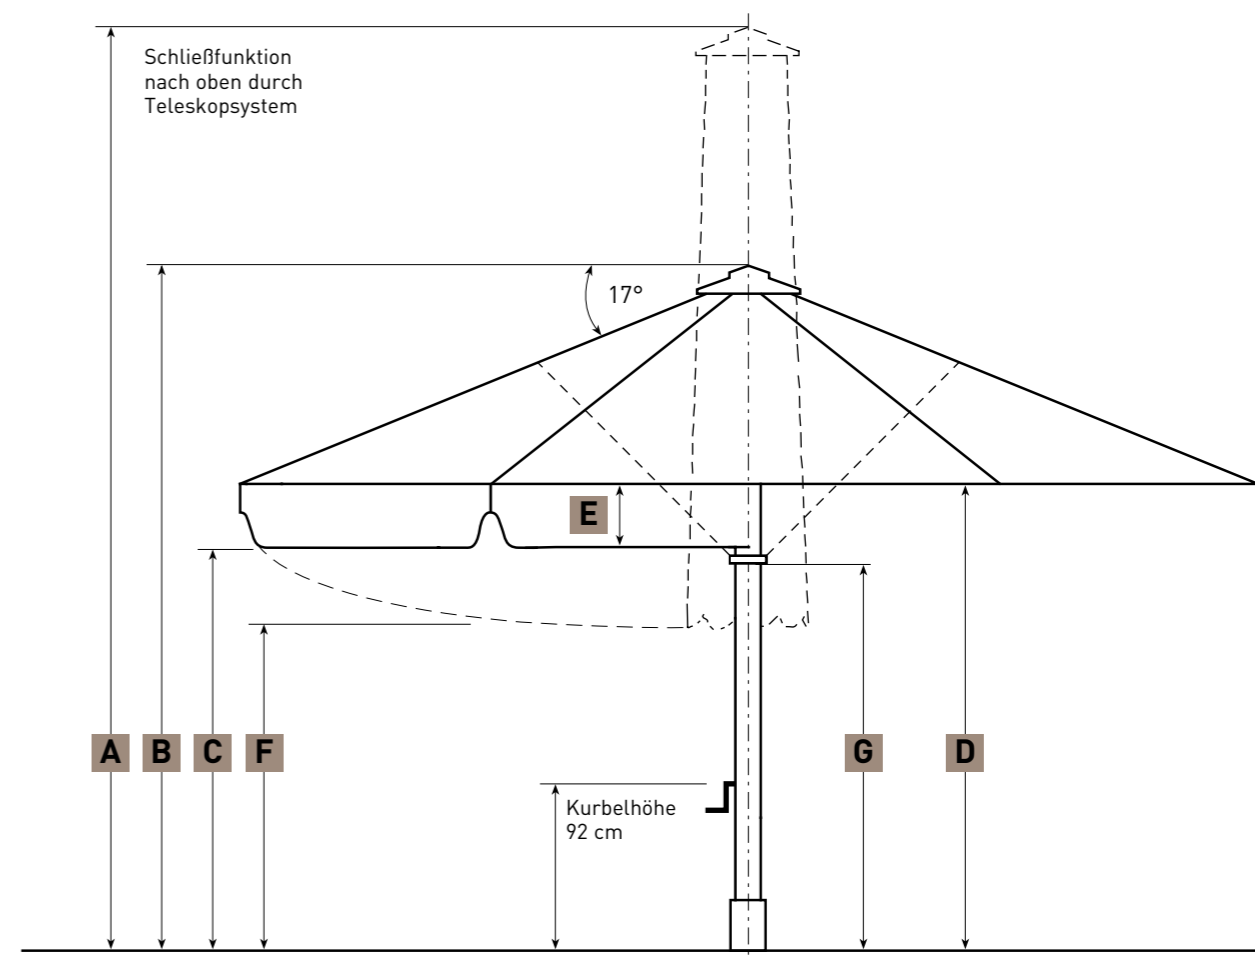 Schließfunktion
nach oben durch
Teleskopsystem
17°
E
A
B
C
F
G
D
Kurbelhöhe
92 cm